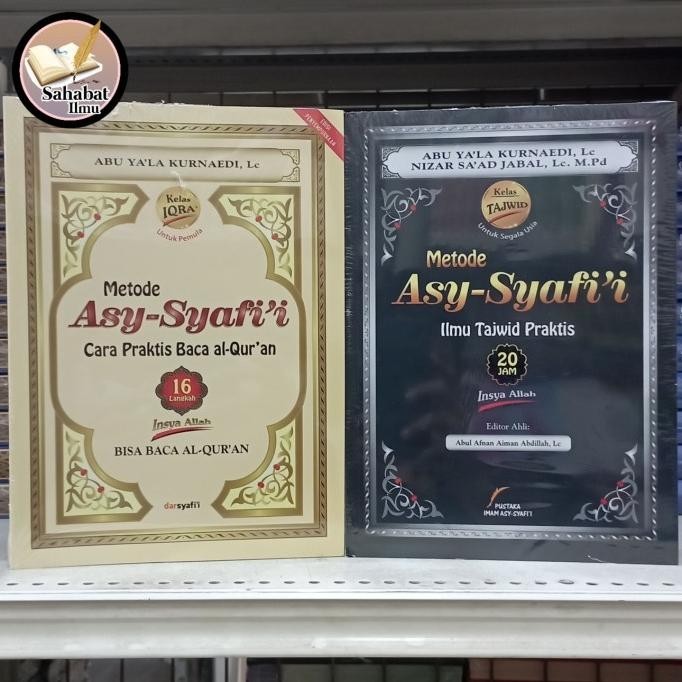 Sahabat
Ilmu
EDISI
PENYEMPURNAAN
ABU YA'LA KURNAEDI, Lc
Kelas
IQRA'
Untuk Pemula
Metode
Asy-Syafi'i
Cara Praktis Baca al-Qur'an
16
Langkah
Insya Allah
BISA BACA AL-QUR'AN
darsyafi'i
ABU YA'LA KURNAEDI, Lc
NIZAR SA'AD JABAL, Lc. M.Pd
Kelas
TAJWID
Untuk Segala Usia
Metode
Asy-Syafi'i
Ilmu Tajwid Praktis
20
JAM
Insya Allah
Editor Ahli:
Abul Afnan Aiman Abdillah, Lc
PUSTAKA
IMAM ASY-SYAFI'I